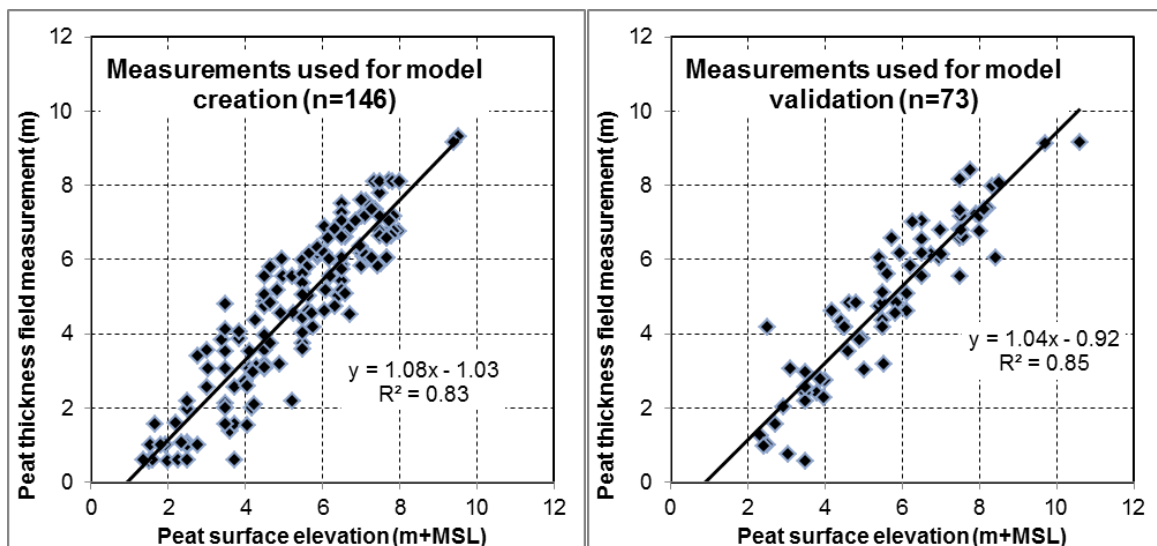 Measurements used for model
creation (n=146)
Peat thickness field measurement (m)
12
10
8
6
4
2
0
y = 1.08x - 1.03
R² = 0.83
0 2 4 6 8 10 12
Peat surface elevation (m+MSL)
Measurements used for model
validation (n=73)
Peat thickness field measurement (m)
12
10
8
6
4
2
0
y = 1.04x - 0.92
R² = 0.85
0 2 4 6 8 10 12
Peat surface elevation (m+MSL)